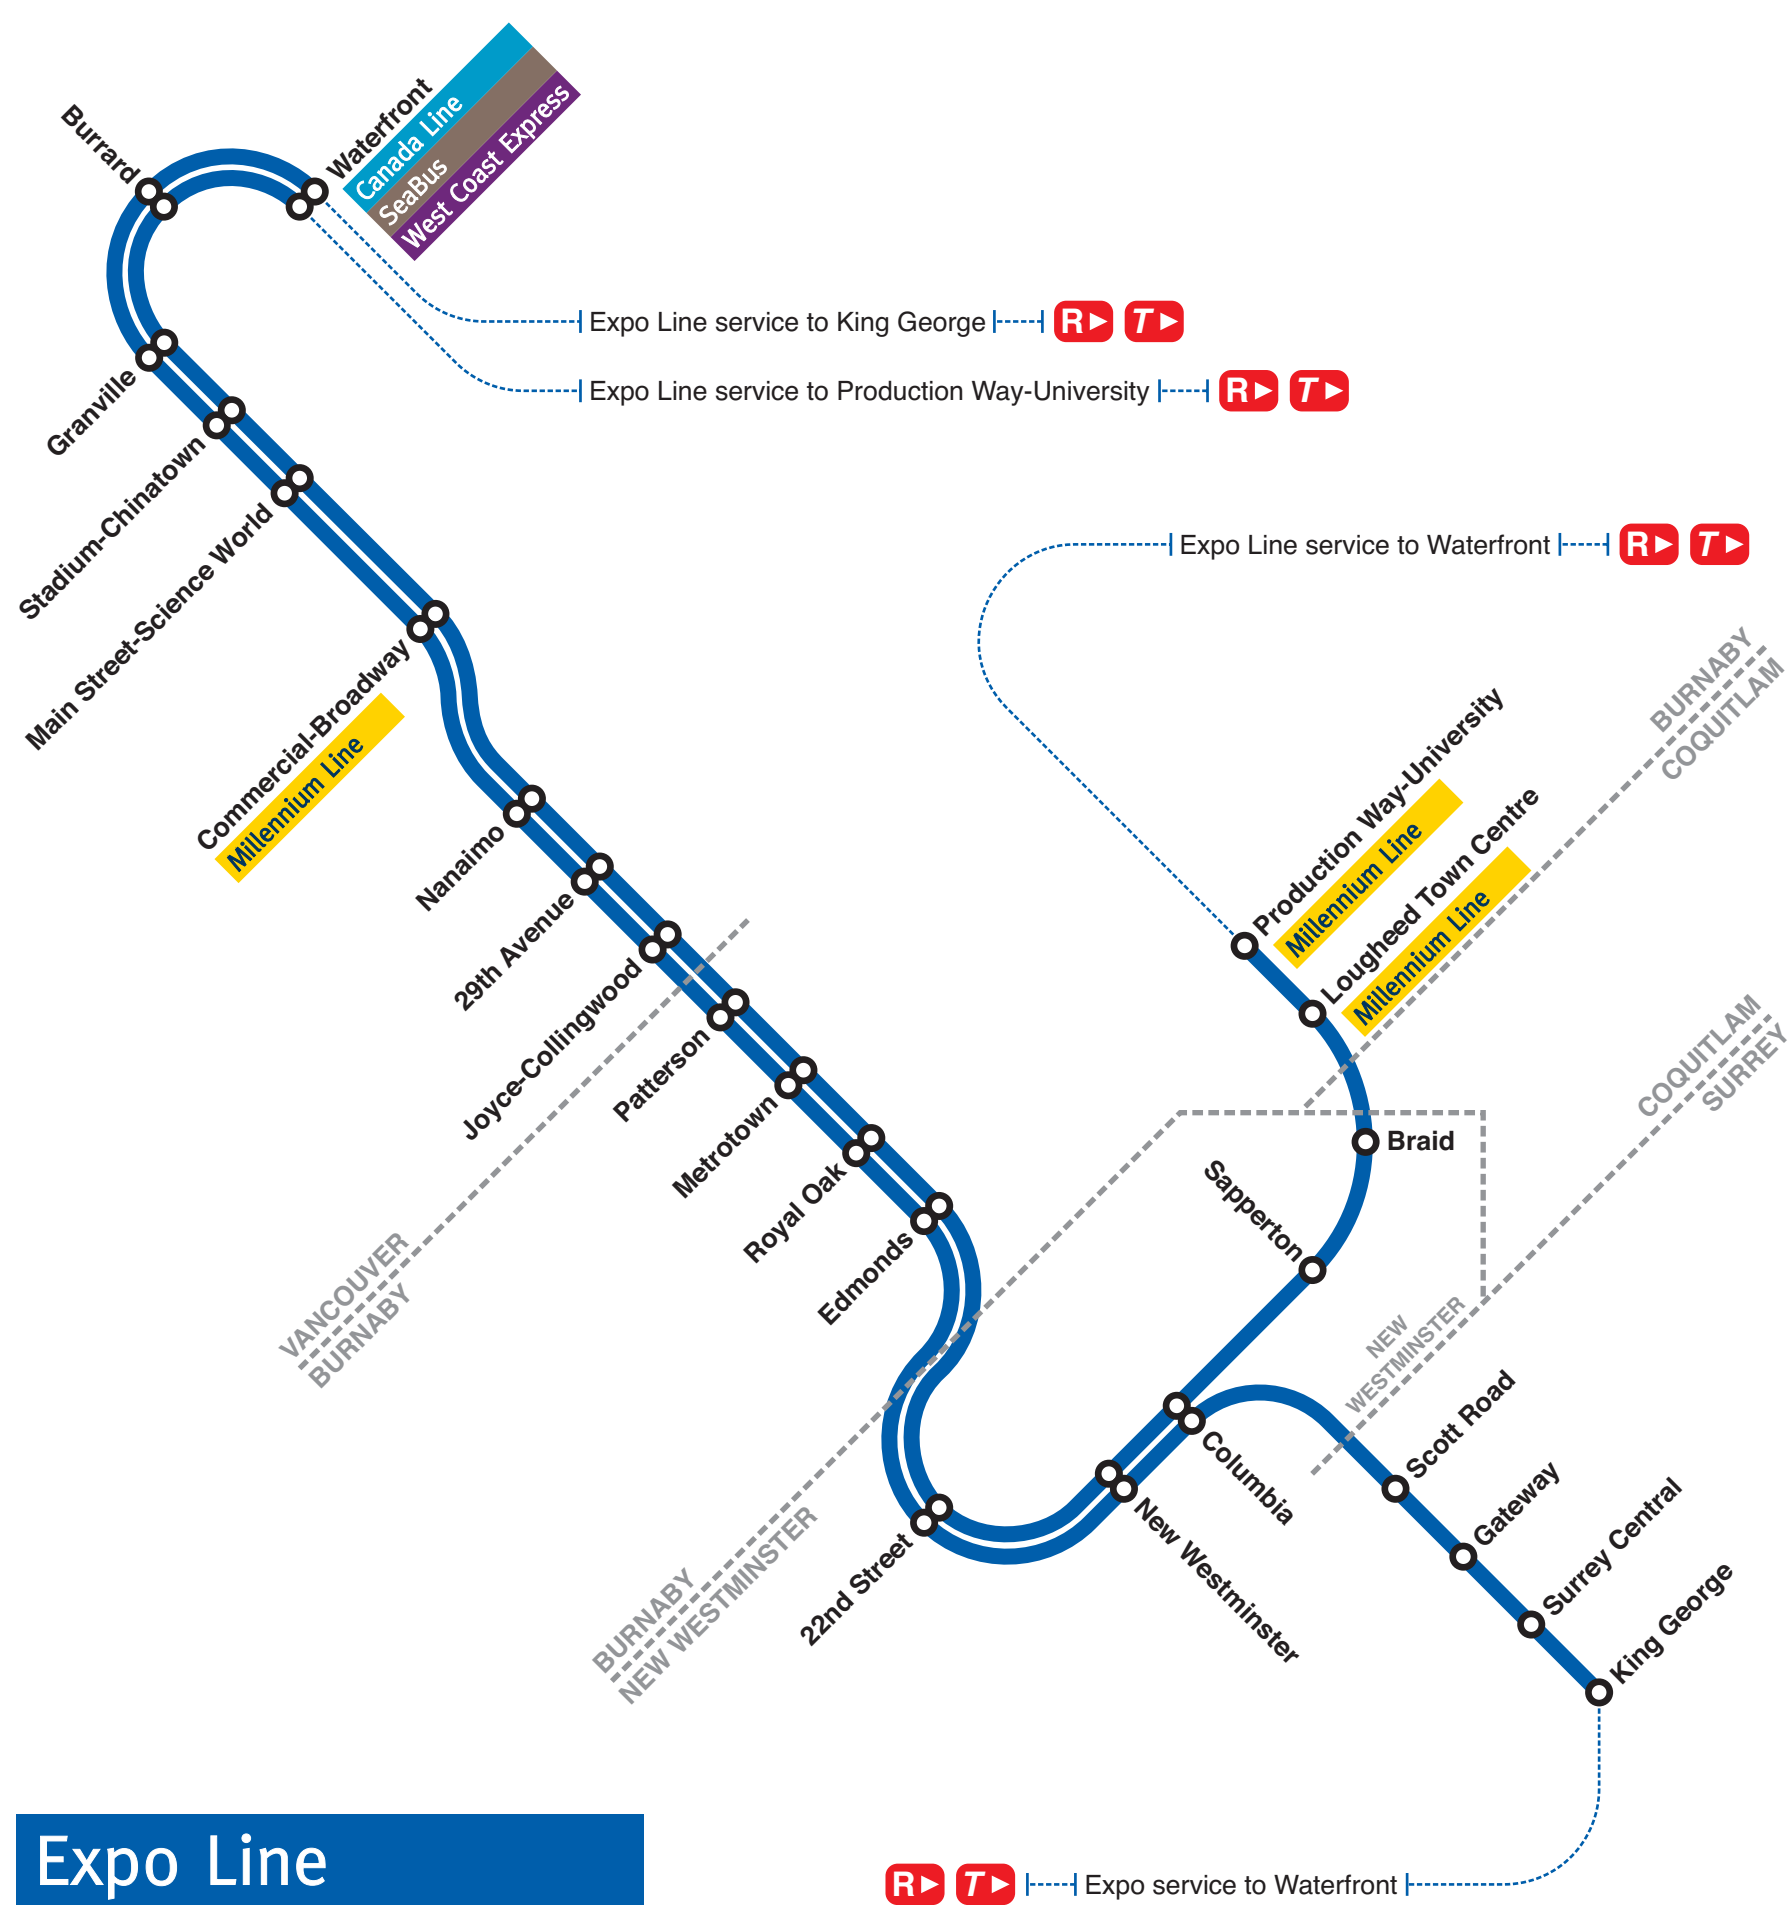 Burrard
Waterfront
Canada Line
SeaBus
West Coast Express
Expo Line service to King George
R T
Expo Line service to Production Way-University
R T
Granville
Stadium-Chinatown
Main Street-Science World
Commercial-Broadway
Millennium Line
Expo Line service to Waterfront
R T
BURNABY
COQUITLAM
Nanaimo
29th Avenue
Joyce-Collingwood
Production Way-University
Millennium Line
Lougheed Town Centre
Millennium Line
COQUITLAM
SURREY
Patterson
Metrotown
Royal Oak
Edmonds
Braid
Sapperton
VANCOUVER
BURNABY
NEW
WESTMINSTER
Columbia
New Westminster
22nd Street
BURNABY
NEW WESTMINSTER
Scott Road
Gateway
Surrey Central
King George
Expo Line
R T
Expo service to Waterfront